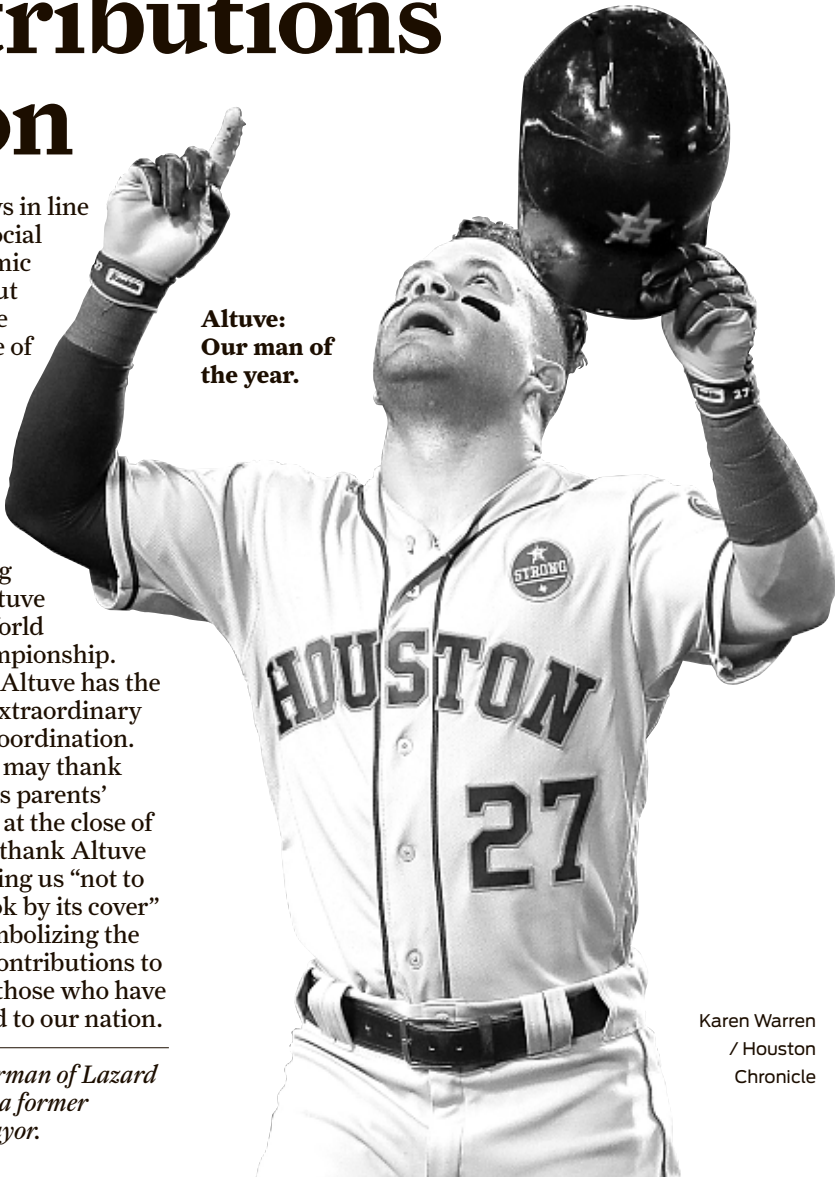 tributions
on
s in line
ocial
mic
ut
e
e of
Altuve:
Our man of
the year.
g
tuve
orld
mpionship.
Altuve has the
xtraordinary
oordination.
may thank
s parents’
at the close of
thank Altuve
ing us “not to
ok by its cover”
mbolizing the
ontributions to
those who have
d to our nation.
rman of Lazard
a former
yor.
H
27
STRONG
HOUSTON
27
Karen Warren
/ Houston
Chronicle